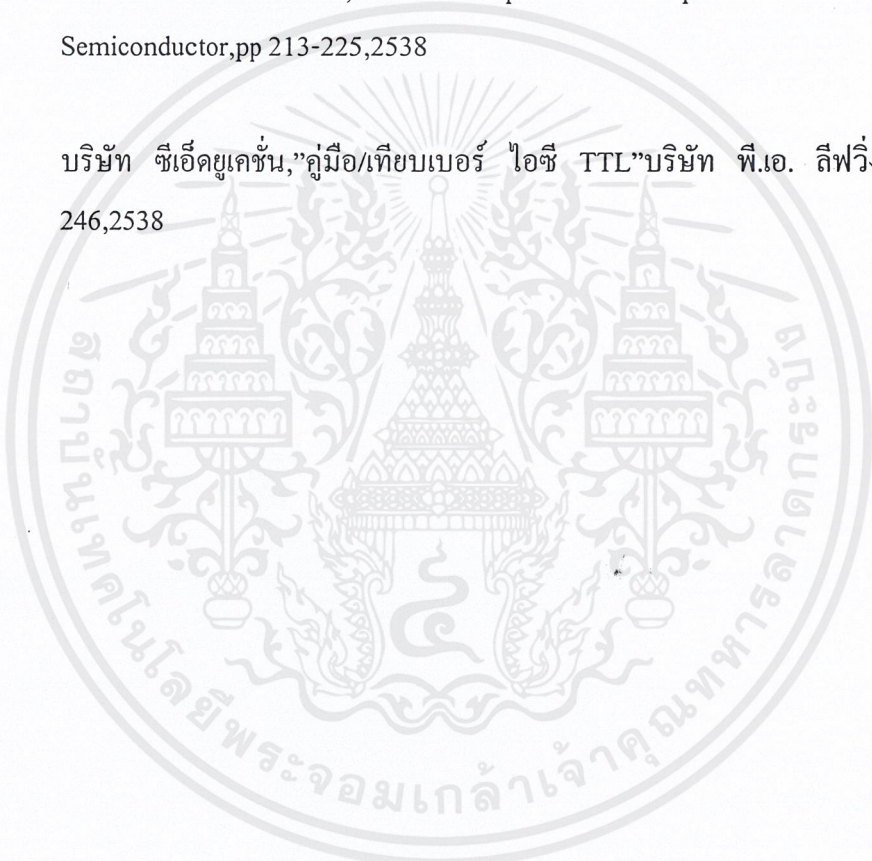 Semiconductor,pp 213-225,2538
บริษัท ซีเอ็ดยูเคชั่น,”คู่มือ/เทียบเบอร์ ไอซี TTL”บริษัท พี.เอ. ลีฟวิ่ง
246,2538
สถาบันเทคโนโลยีพระจอมเกล้าเจ้าคุณทหารลาดกระบัง